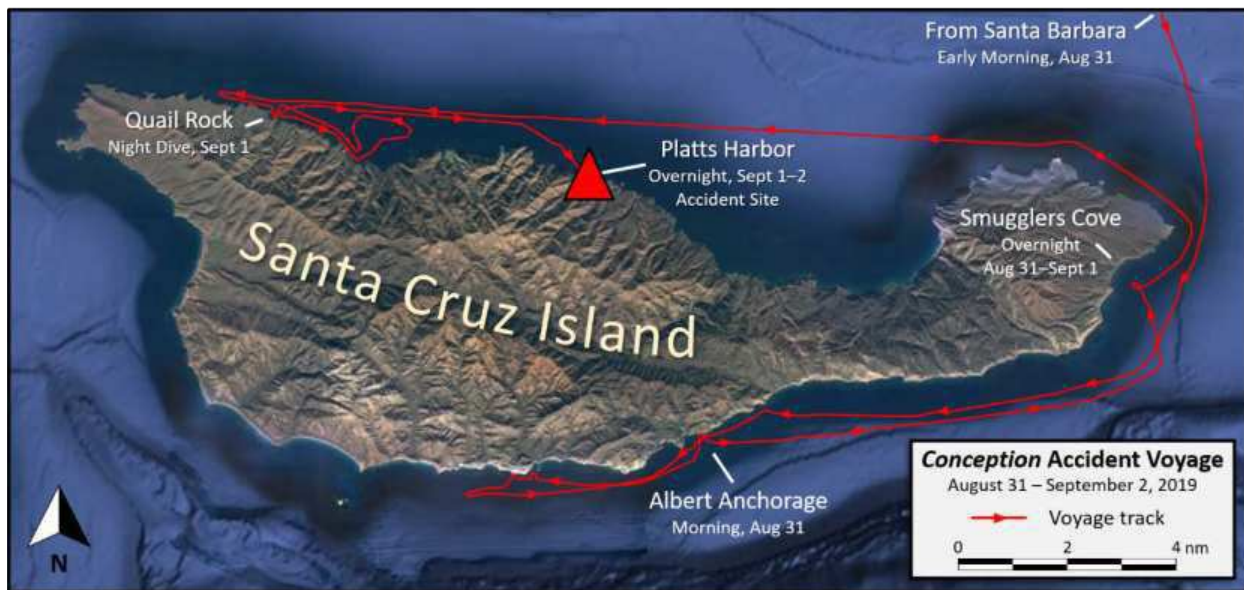 From Santa Barbara
Early Morning, Aug 31
Quail Rock
Night Dive, Sept 1
Platts Harbor
Overnight, Sept 1–2
Accident Site
Smugglers Cove
Overnight
Aug 31–Sept 1
Santa Cruz Island
Albert Anchorage
Morning, Aug 31
Conception Accident Voyage
August 31 – September 2, 2019
Voyage track
0 2 4 nm
N